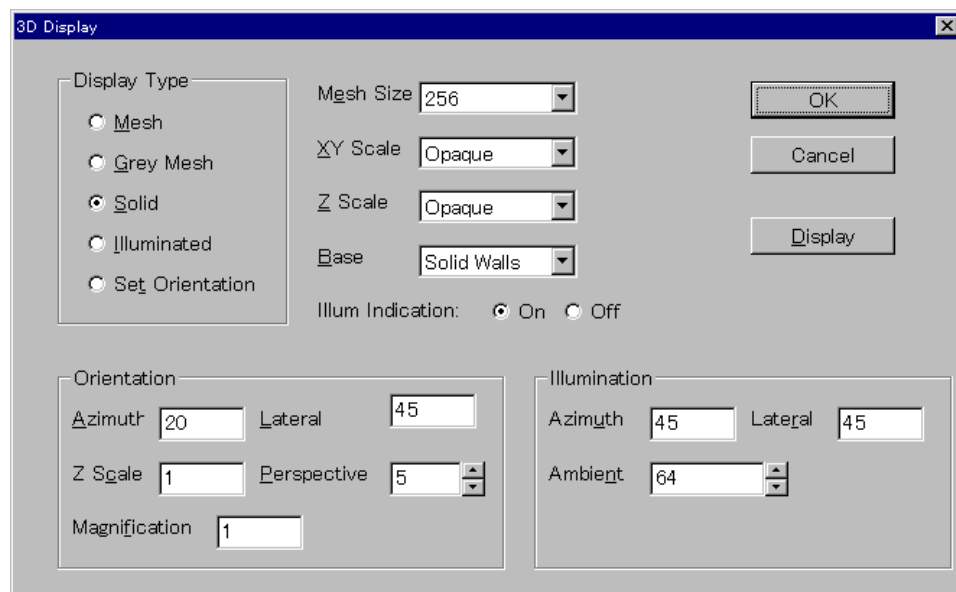 3D Display
Display Type
Mesh
Grey Mesh
Solid
Illuminated
Set Orientation
Mesh Size 256
XY Scale Opaque
Z Scale Opaque
Base Solid Walls
Illum Indication: On Off
OK
Cancel
Display
Orientation
Azimuth 20 Lateral 45
Z Scale 1 Perspective 5
Magnification 1
Illumination
Azimuth 45 Lateral 45
Ambient 64